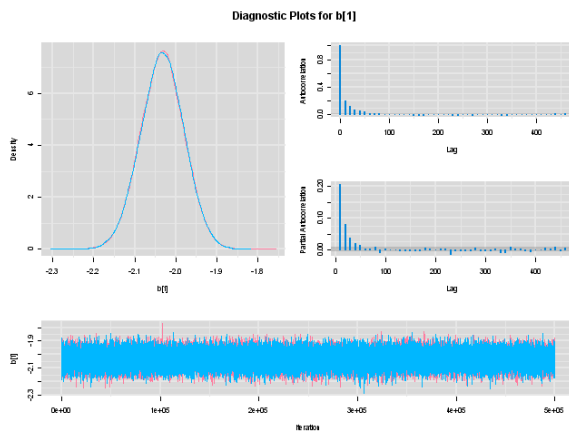 Diagnostic Plots for b[1]
Density
0 2 4 6
-2.3 -2.2 -2.1 -2.0 -1.9 -1.8
b[1]
Autocorrelation
0.0 0.4 0.8
0 100 200 300 400
Lag
Partial Autocorrelation
0.00 0.10 0.20
0 100 200 300 400
Lag
b[1]
-2.3 -2.1 -1.9
0e+00 1e+05 2e+05 3e+05 4e+05 5e+05
Iteration